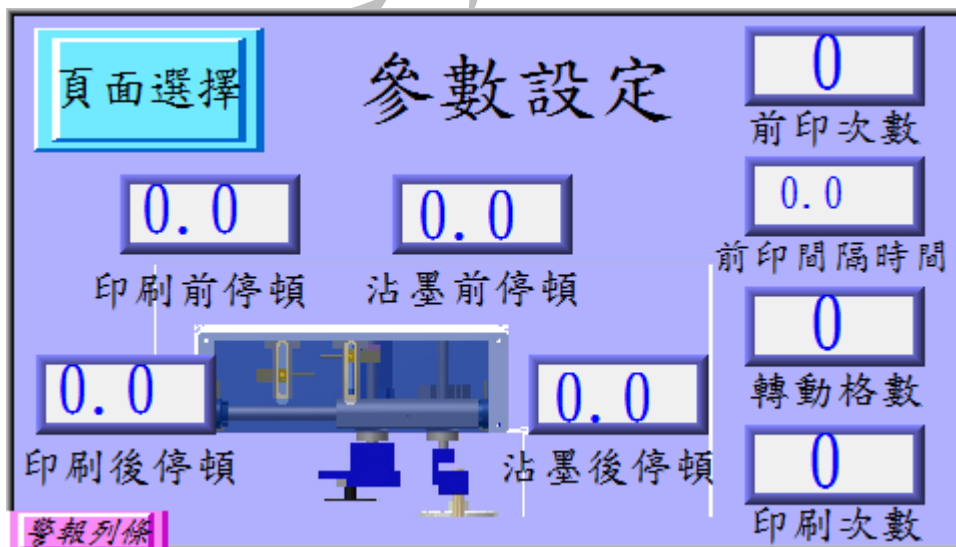 頁面選擇
參數設定
0
前印次數
0.0
印刷前停頓
0.0
沾墨前停頓
0.0
前印間隔時間
0.0
印刷後停頓
0.0
沾墨後停頓
0
轉動格數
0
印刷次數
警報列條